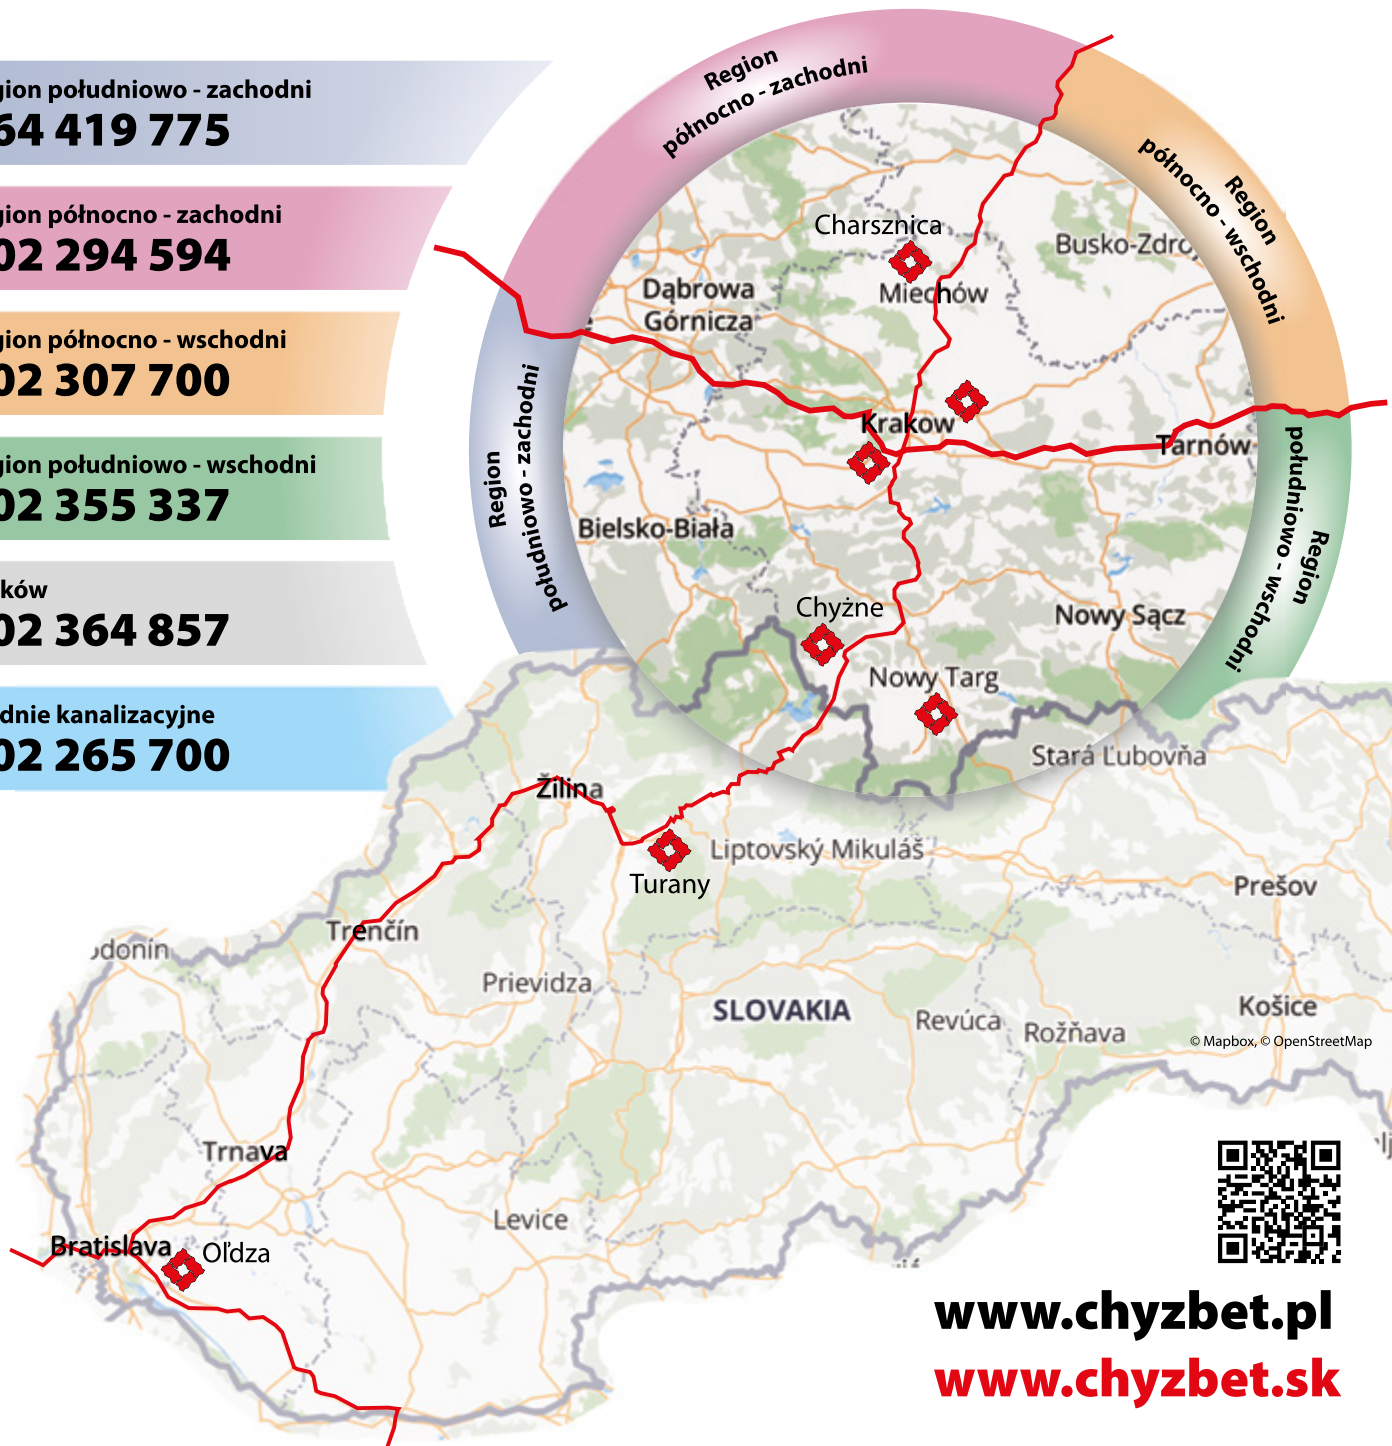 gion południowo - zachodni
64 419 775
gion północno - zachodni
02 294 594
gion północno - wschodni
02 307 700
gion południowo - wschodni
02 355 337
ków
02 364 857
dnie kanalizacyjne
02 265 700
Region
północno - zachodni
Region
północno - wschodni
Region
południowo - zachodni
Region
południowo - wschodni
Charsznica
Busko-Zdro
Miechów
Dąbrowa
Górnicza
Krakow
Tarnów
Bielsko-Biała
Chyżne
Nowy Sącz
Nowy Targ
Stará Ľubovňa
Žilina
Liptovský Mikuláš
Turany
Prešov
Trenčín
odonín
Prievidza
SLOVAKIA
Revúca
Rožňava
Košice
© Mapbox, © OpenStreetMap
Trnava
Levice
Bratislava
Oľdza
www.chyzbet.pl
www.chyzbet.sk